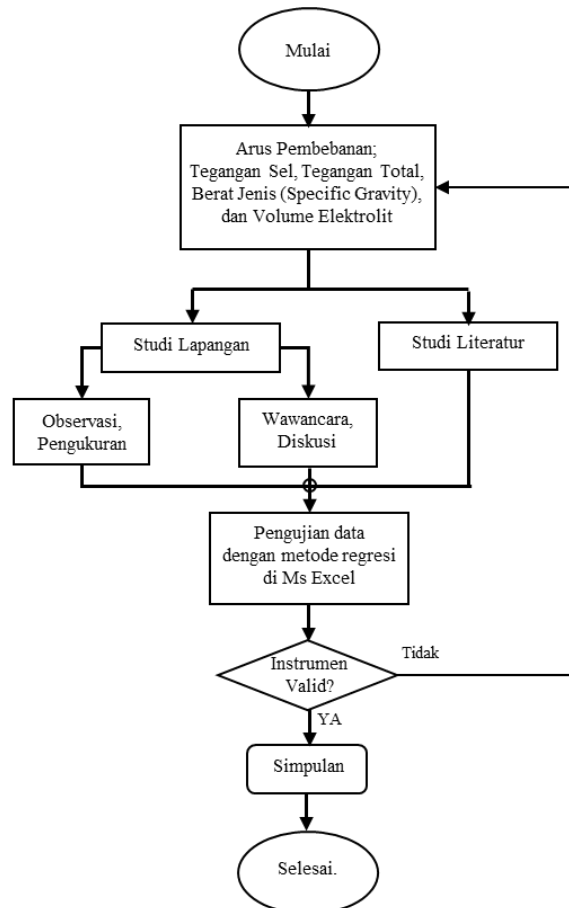 Mulai
Arus Pembebanan;
Tegangan Sel, Tegangan Total,
Berat Jenis (Specific Gravity),
dan Volume Elektrolit
Studi Lapangan
Studi Literatur
Observasi,
Pengukuran
Wawancara,
Diskusi
Pengujian data
dengan metode regresi
di Ms Excel
Instrumen
Valid?
Tidak
YA
Simpulan
Selesai.